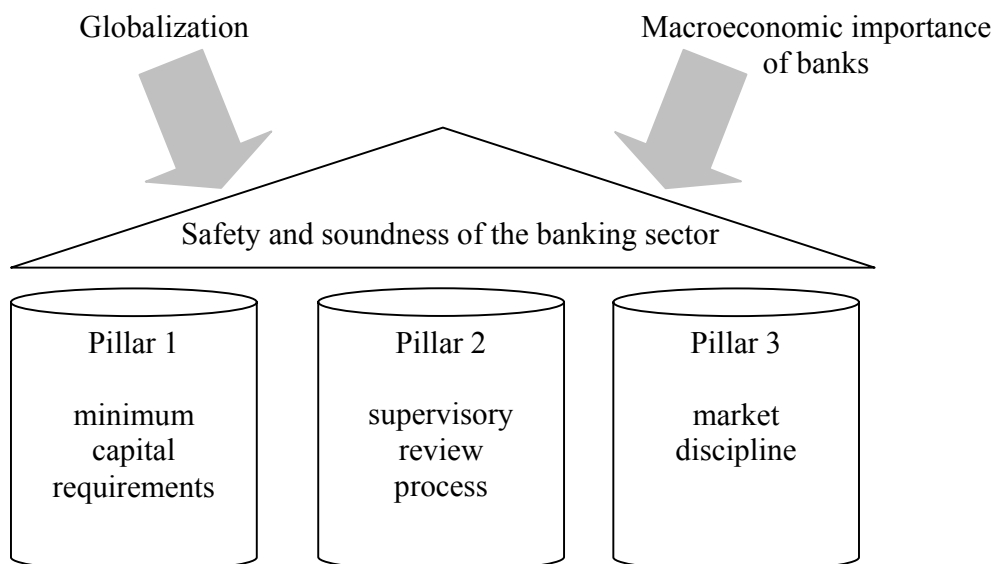 Globalization
Macroeconomic importance
of banks
Safety and soundness of the banking sector
Pillar 1
minimum
capital
requirements
Pillar 2
supervisory
review
process
Pillar 3
market
discipline